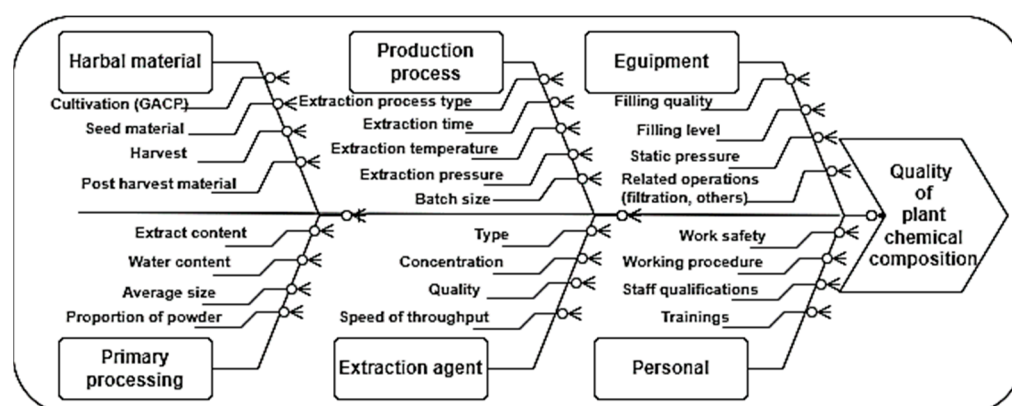 Harbal material
Cultivation (GACP)
Seed material
Harvest
Post harvest material
Production
process
Extraction process type
Extraction time
Extraction temperature
Extraction pressure
Batch size
Eguipment
Filling quality
Filling level
Static pressure
Related operations
(filtration, others)
Quality
of
plant
chemical
composition
Extract content
Water content
Average size
Proportion of powder
Primary
processing
Type
Concentration
Quality
Speed of throughput
Extraction agent
Work safety
Working procedure
Staff qualifications
Trainings
Personal